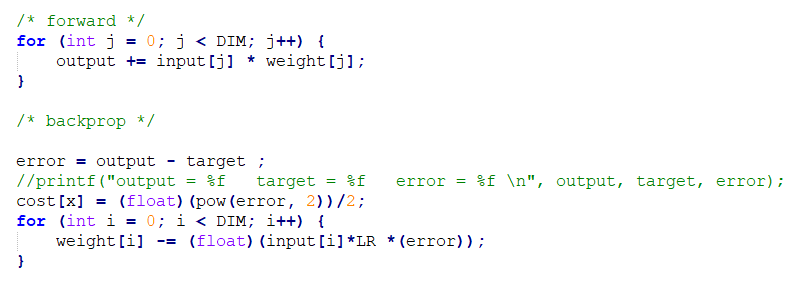 /* forward */
for (int j = 0; j < DIM; j++) {
    output += input[j] * weight[j];
}
/* backprop */
error = output - target ;
//printf("output = %f   target = %f   error = %f \n", output, target, error);
cost[x] = (float)(pow(error, 2))/2;
for (int i = 0; i < DIM; i++) {
    weight[i] -= (float)(input[i]*LR *(error));
}